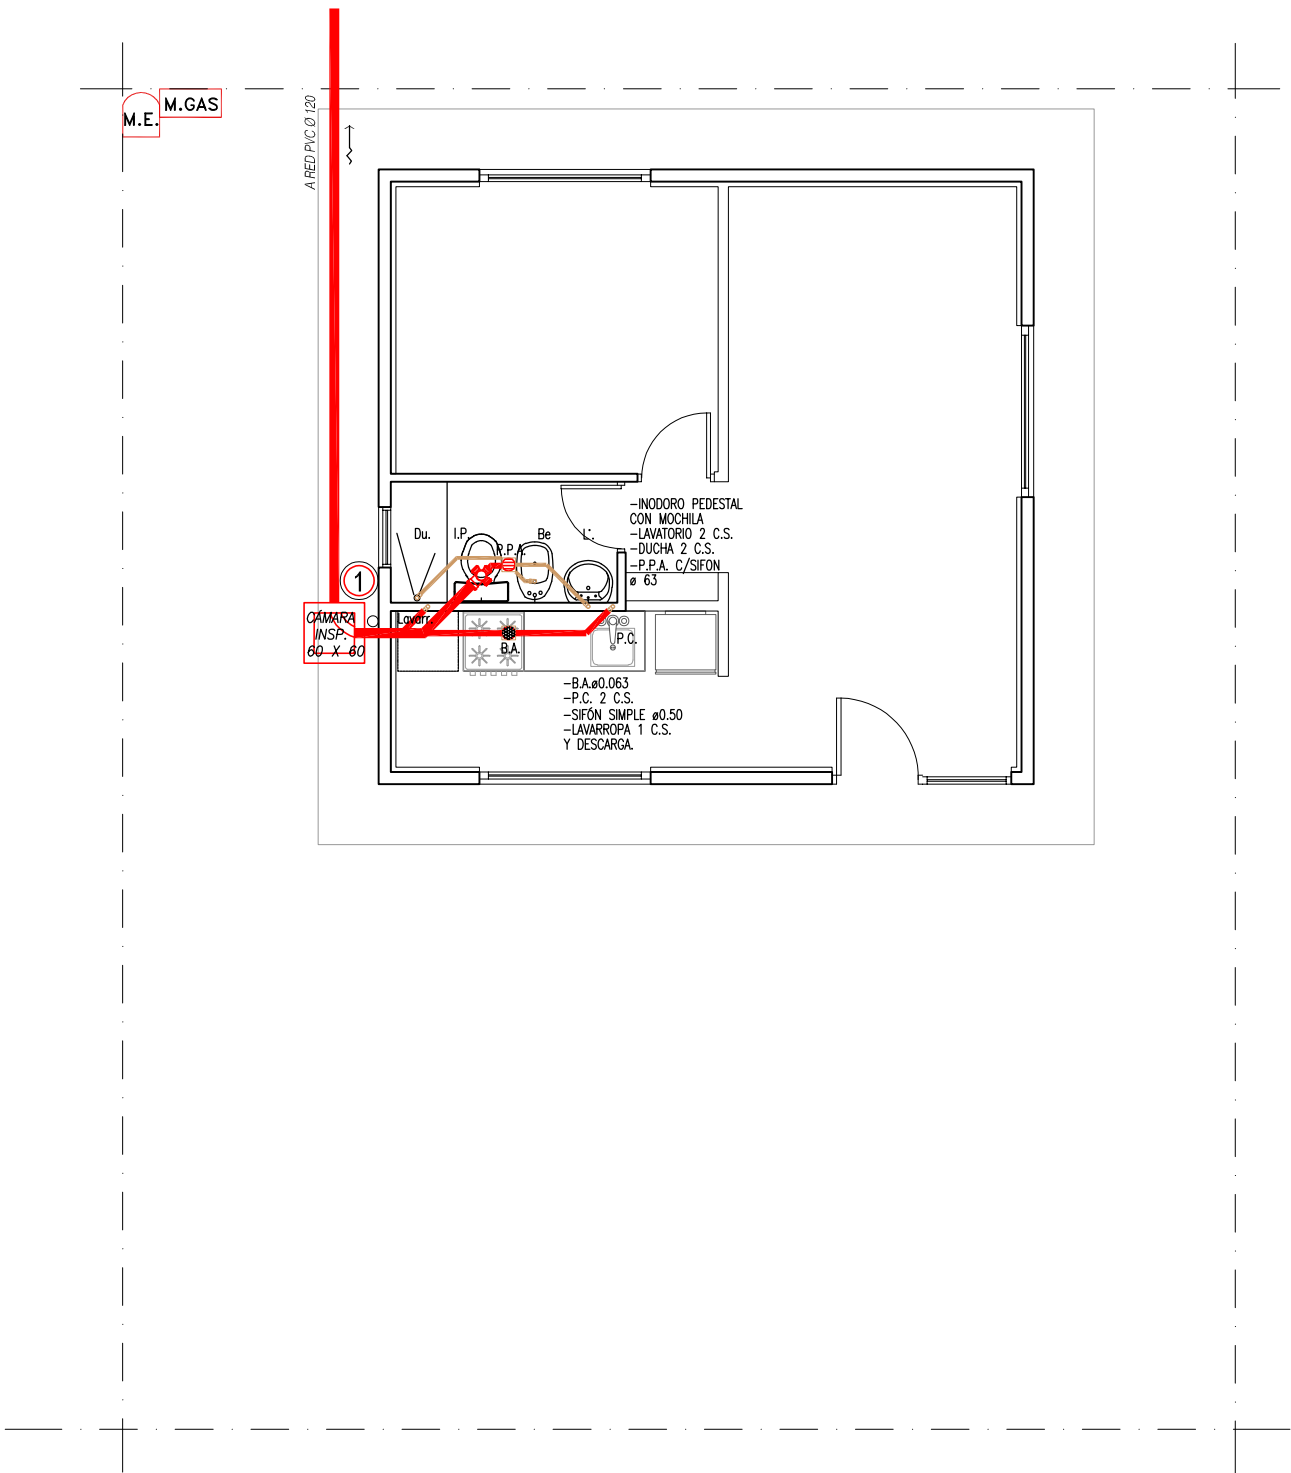 M.E.
M.GAS
A RED PVC Ø 120
-INODORO PEDESTAL
CON MOCHILA
-LAVATORIO 2 C.S.
-DUCHA 2 C.S.
-P.P.A. C/SIFON
ø 63
Du.
I.P.
P.P.A.
Be
L.
1
CÁMARA
INSP.
60 X 60
Lavarr.
B.A.
P.C.
-B.A.ø0.063
-P.C. 2 C.S.
-SIFÓN SIMPLE ø0.50
-LAVARROPA 1 C.S.
Y DESCARGA.